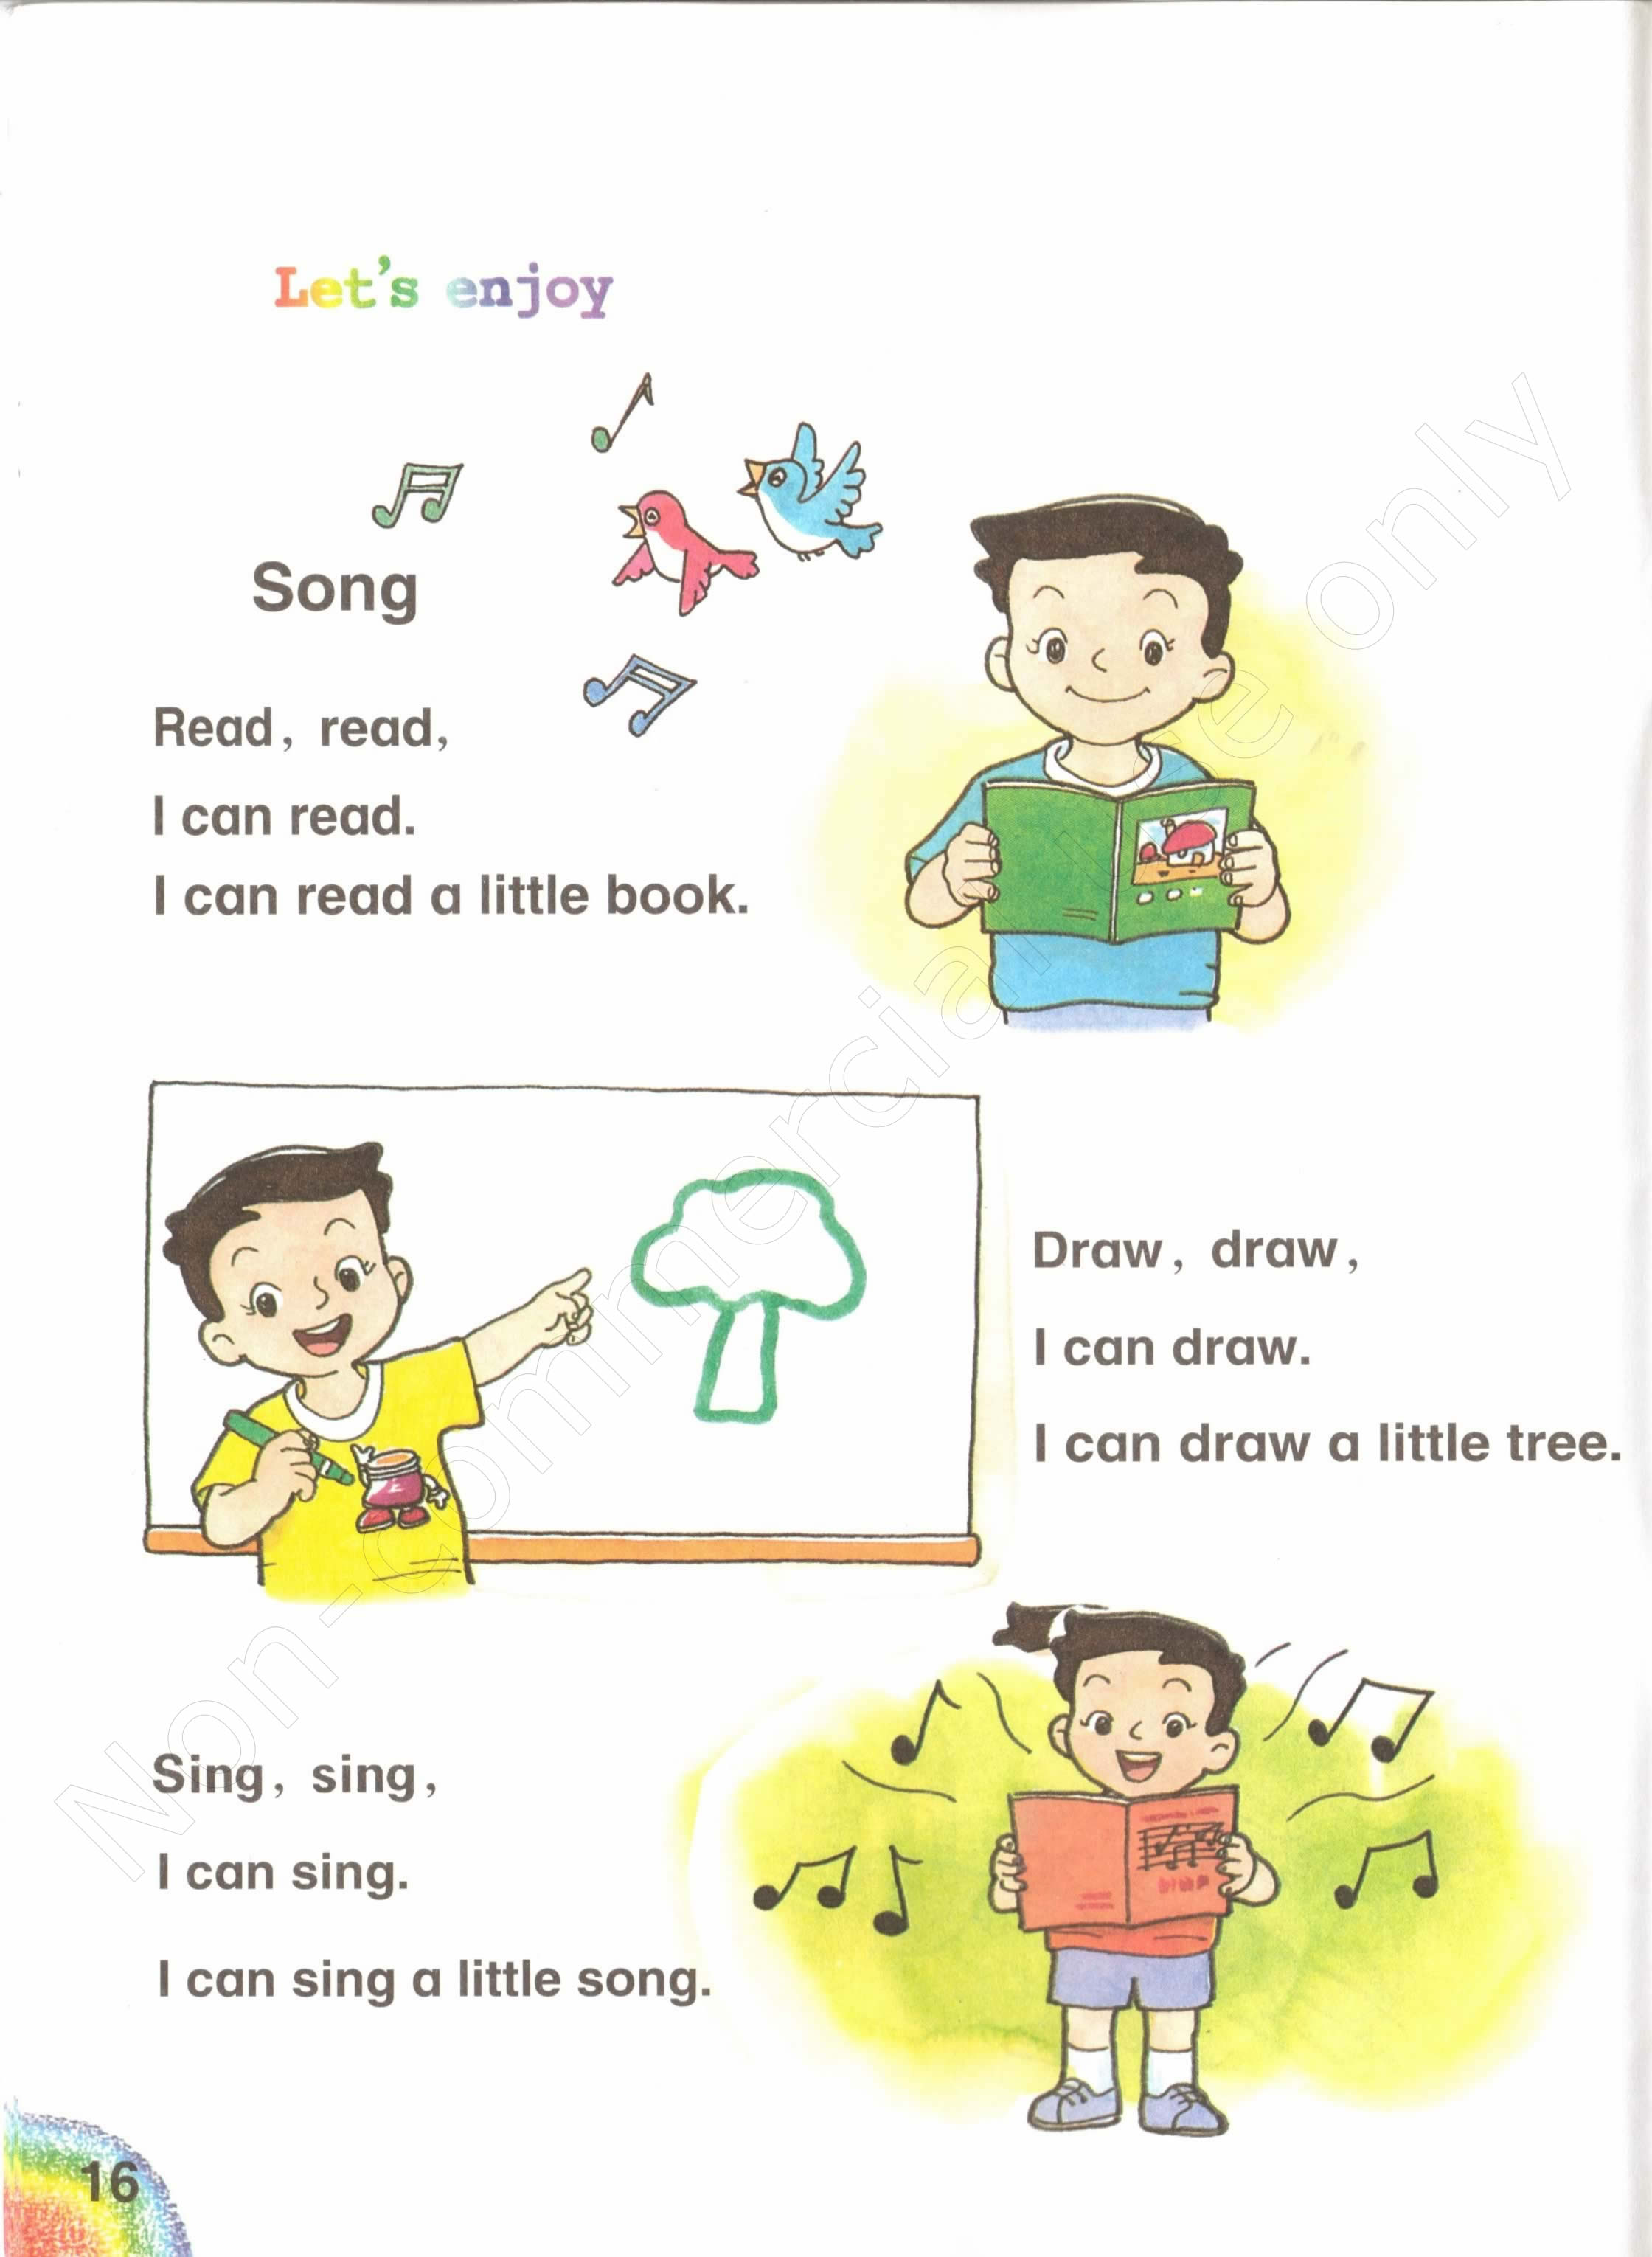 Let's enjoy
Song
Read, read,
I can read.
I can read a little book.
Draw, draw,
I can draw.
I can draw a little tree.
Sing, sing,
I can sing.
I can sing a little song.
16
Non-commercial use only